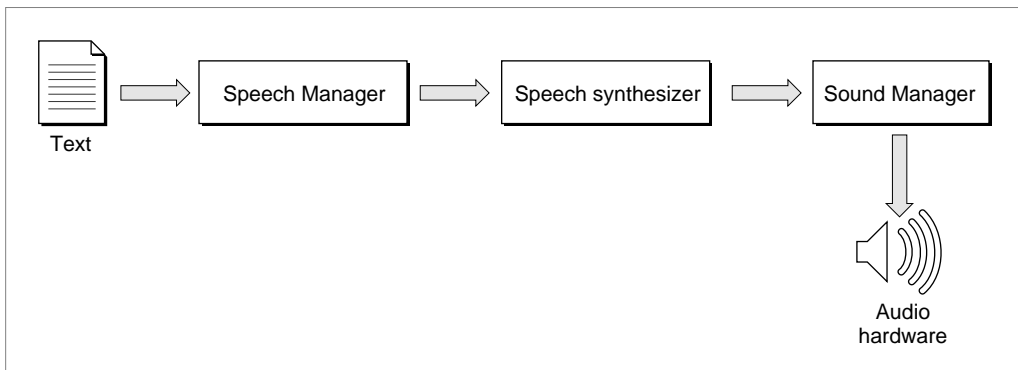 Text
Speech Manager
Speech synthesizer
Sound Manager
Audio
hardware